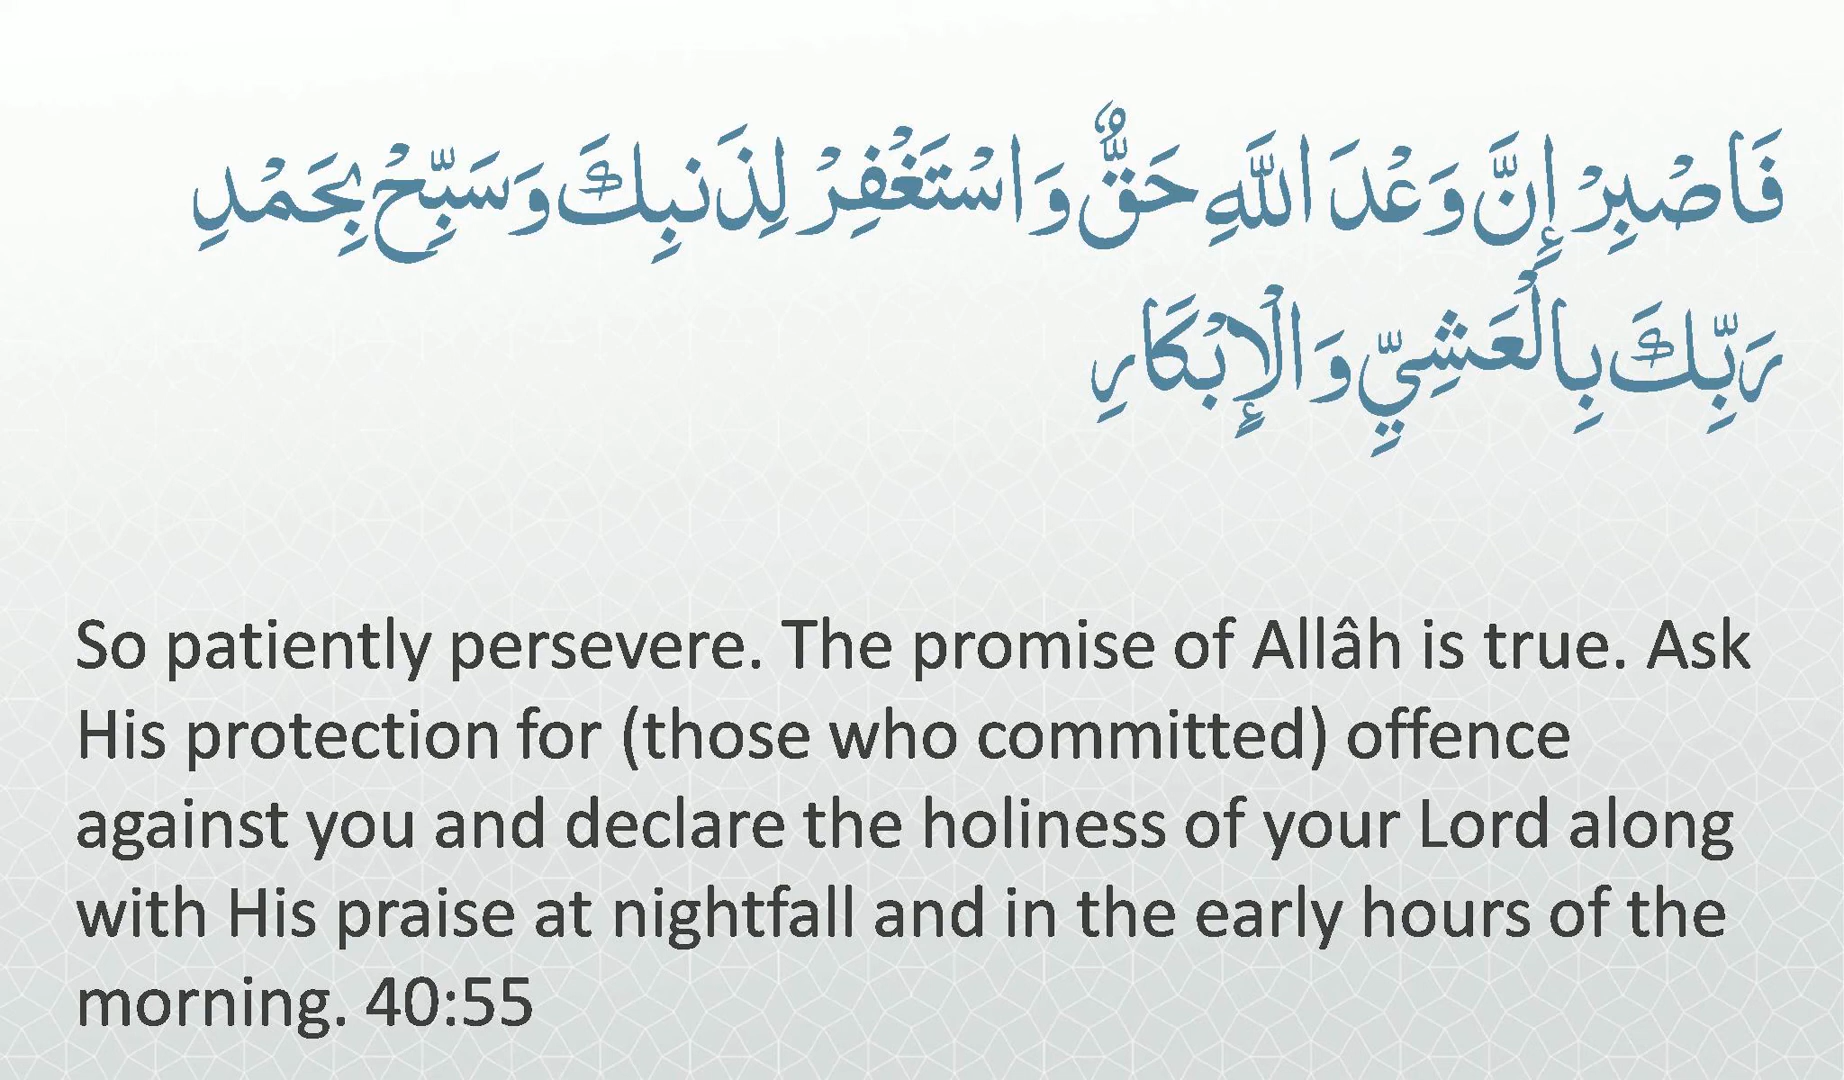 فَاصْبِرْ إِنَّ وَعْدَ اللَّهِ حَقٌّ ۙ وَاسْتَغْفِرْ لِذَنبِكَ وَسَبِّحْ بِحَمْدِ
رَبِّكَ بِالْعَشِيِّ وَالْإِبْكَارِ
So patiently persevere. The promise of Allâh is true. Ask
His protection for (those who committed) offence
against you and declare the holiness of your Lord along
with His praise at nightfall and in the early hours of the
morning. 40:55